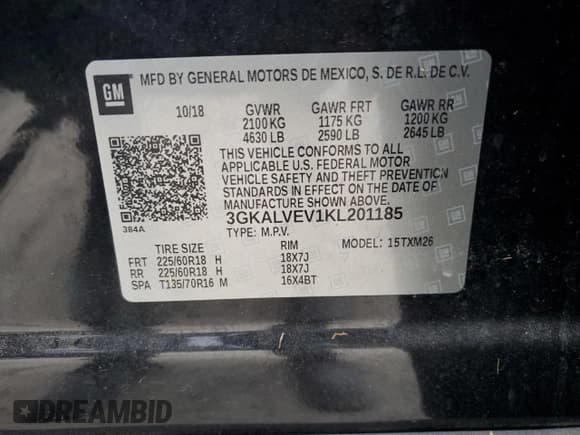 GM
MFD BY GENERAL MOTORS DE MEXICO, S. DE R.L. DE C.V.
10/18 GVWR GAWR FRT GAWR RR
2100 KG 1175 KG 1200 KG
4630 LB 2590 LB 2645 LB
THIS VEHICLE CONFORMS TO ALL
APPLICABLE U.S. FEDERAL MOTOR
VEHICLE SAFETY AND THEFT PREVENTION
STANDARDS IN EFFECT ON THE DATE OF
MANUFACTURE SHOWN ABOVE.
384A
3GKALVEV1KL201185
TYPE: M.P.V. MODEL: 15TXM26
TIRE SIZE RIM
FRT 225/60R18 H 18X7J
RR 225/60R18 H 18X7J
SPA T135/70R16 M 16X4BT
DREAMBID